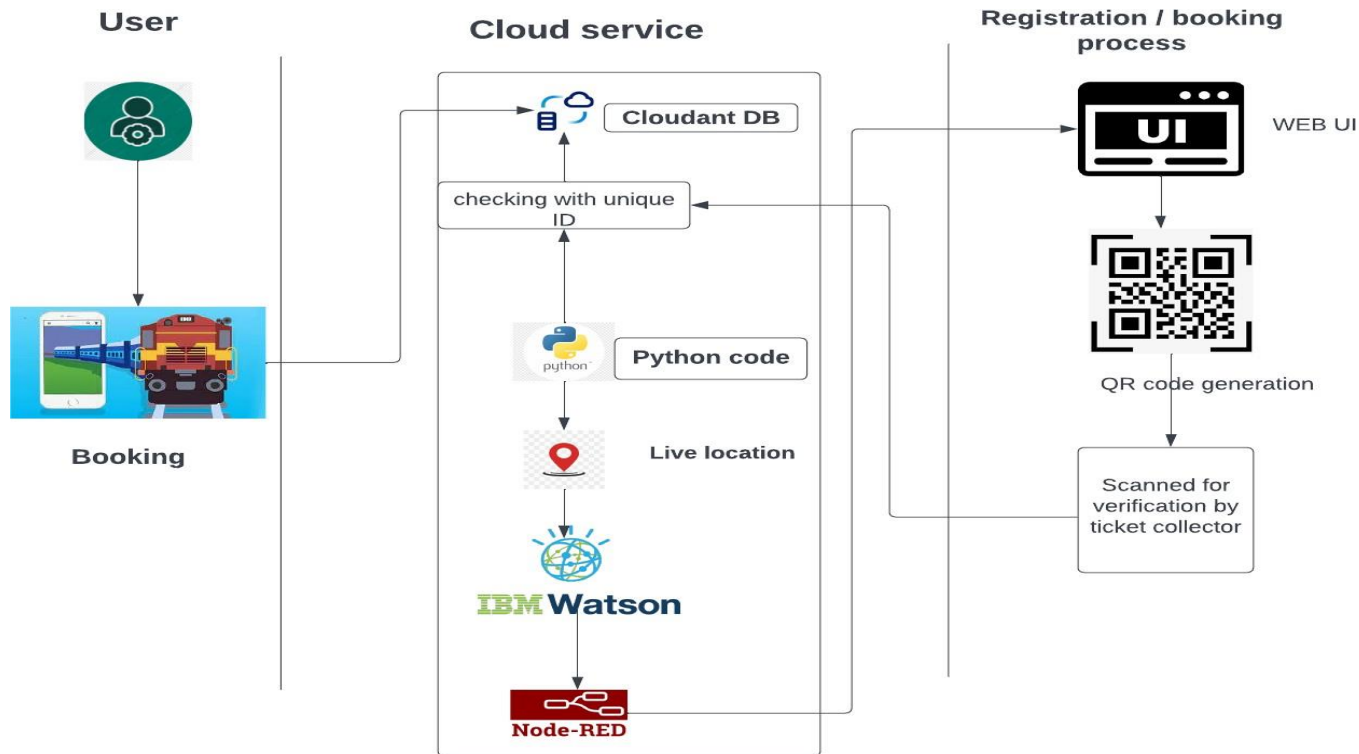 User
Booking
Cloud service
Cloudant DB
checking with unique
ID
python
Python code
Live location
IBM Watson
Node-RED
Registration / booking
process
UI
WEB UI
QR code generation
Scanned for
verification by
ticket collector